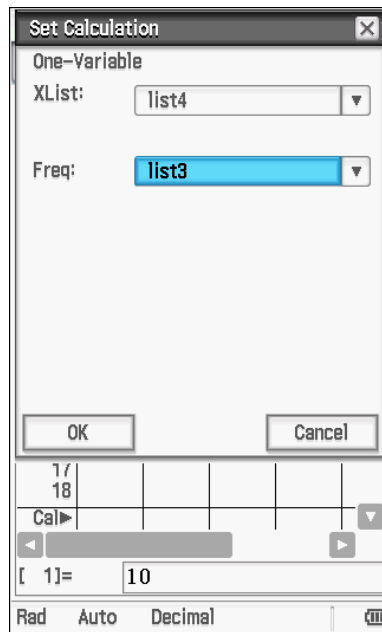 Set Calculation
One-Variable
XList: list4
Freq: list3
OK Cancel
17
18
Cal▶
[ 1]= 10
Rad Auto Decimal